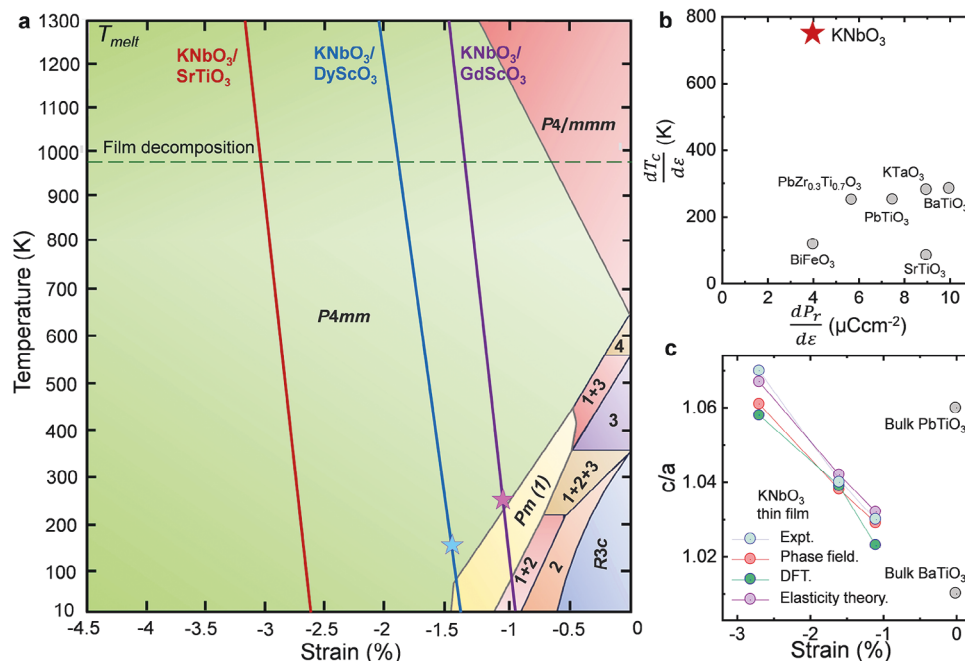 a
T_melt
KNbO₃/
SrTiO₃
KNbO₃/
DyScO₃
KNbO₃/
GdScO₃
P4/mmm
Film decomposition
P4mm
4
1+3
3
Pm (1)
1+2+3
1+2
2
R3c
1300
1200
1100
1000
900
800
700
600
500
400
300
200
100
10
Temperature (K)
-4.5 -4 -3.5 -3 -2.5 -2 -1.5 -1 -0.5 0
Strain (%)
b
KNbO₃
PbZr₀.₃Ti₀.₇O₃
KTaO₃
PbTiO₃
BaTiO₃
BiFeO₃
SrTiO₃
800
600
400
200
0
dT_c/dε (K)
0 2 4 6 8 10
dP_r/dε (μCcm⁻²)
c
Bulk PbTiO₃
KNbO₃
thin film
Expt.
Phase field.
DFT.
Elasticity theory.
Bulk BaTiO₃
1.06
1.04
1.02
c/a
-3 -2 -1 0
Strain (%)